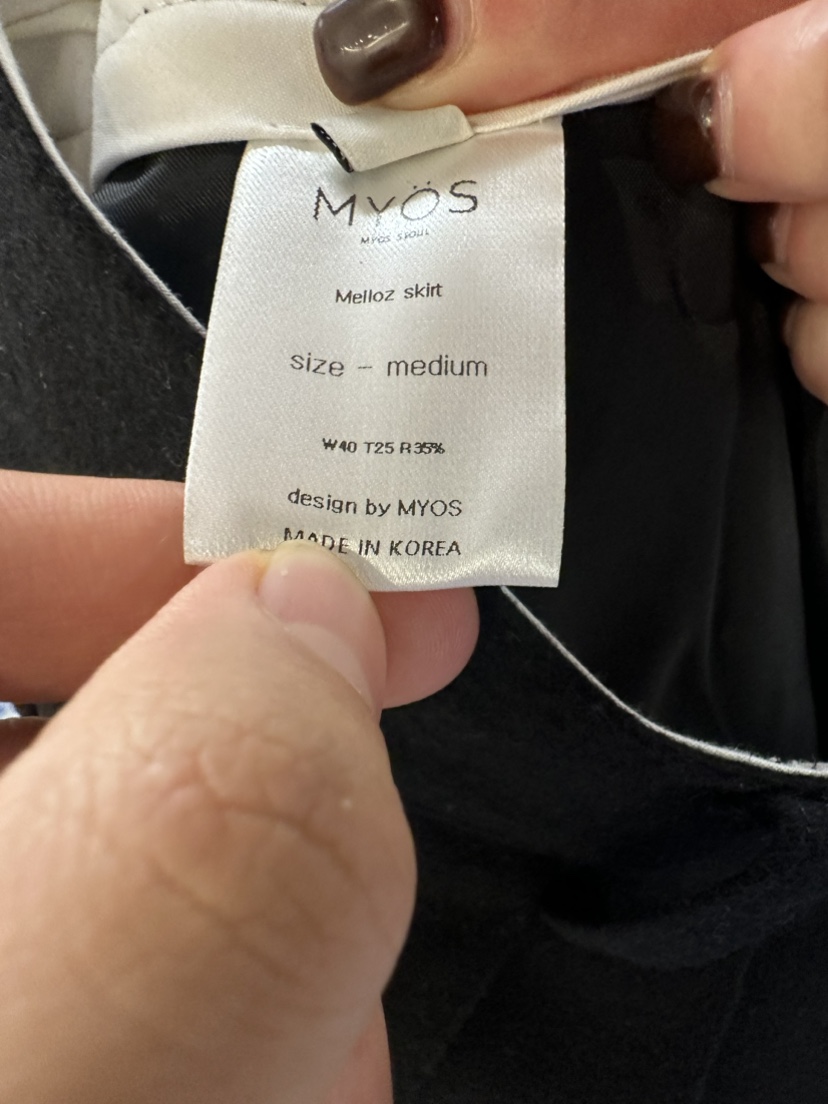 MYÖS
MYOS SEOUL
Melloz skirt
size - medium
W40 T25 R35%
design by MYOS
MADE IN KOREA